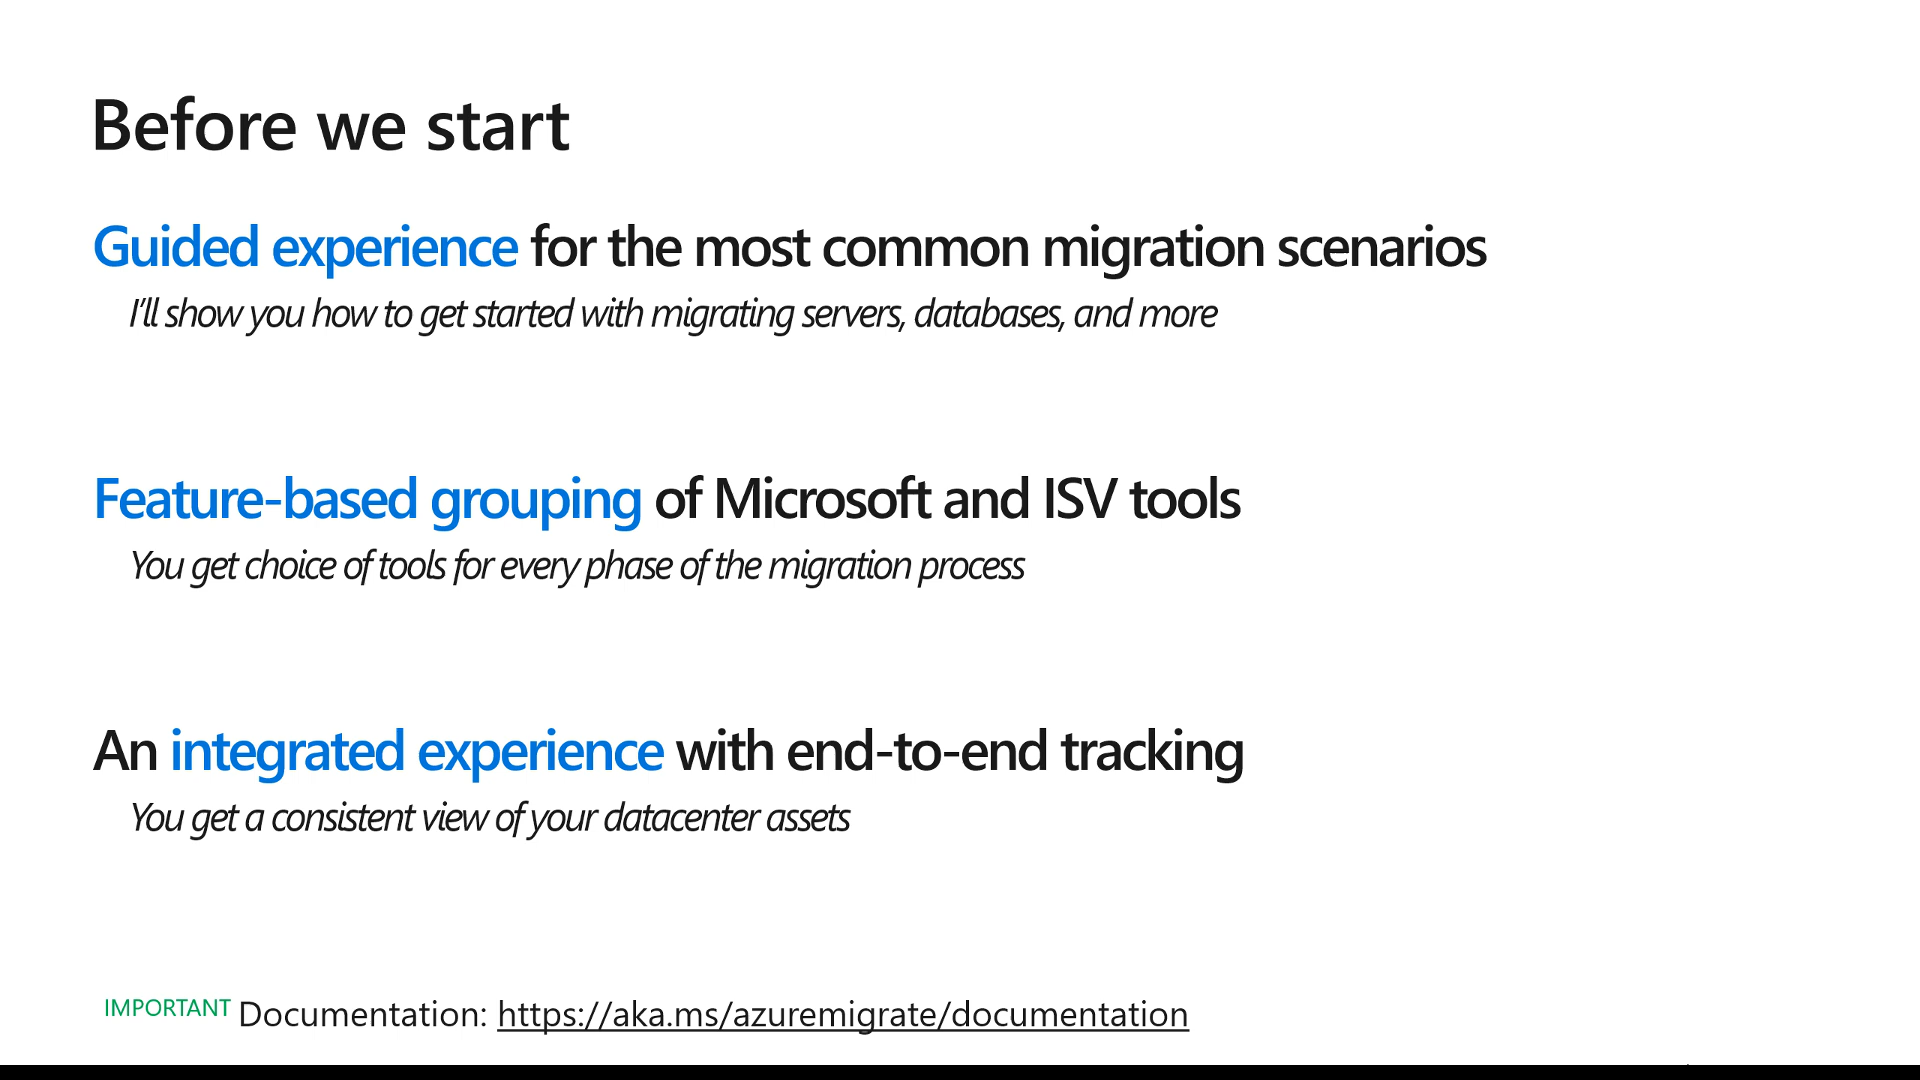 Before we start
Guided experience for the most common migration scenarios
I'll show you how to get started with migrating servers, databases, and more
Feature-based grouping of Microsoft and ISV tools
You get choice of tools for every phase of the migration process
An integrated experience with end-to-end tracking
You get a consistent view of your datacenter assets
IMPORTANT Documentation: https://aka.ms/azuremigrate/documentation